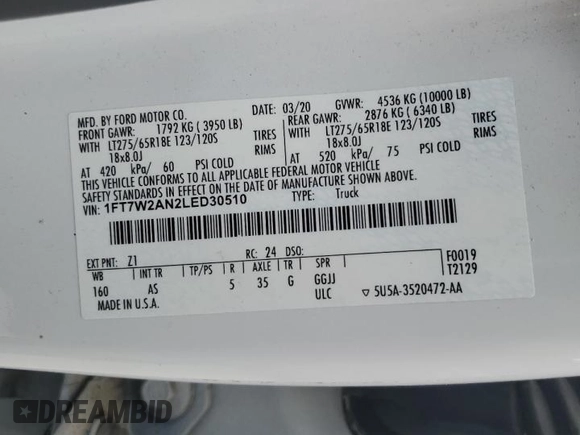 MFD. BY FORD MOTOR CO. DATE: 03/20 GVWR: 4536 KG (10000 LB)
FRONT GAWR: 1792 KG ( 3950 LB) REAR GAWR: 2876 KG ( 6340 LB)
WITH LT275/65R18E 123/120S TIRES WITH LT275/65R18E 123/120S TIRES
18x8.0J RIMS 18x8.0J RIMS
AT 420 kPa/ 60 PSI COLD AT 520 kPa/ 75 PSI COLD
THIS VEHICLE CONFORMS TO ALL APPLICABLE FEDERAL MOTOR VEHICLE
SAFETY STANDARDS IN EFFECT ON THE DATE OF MANUFACTURE SHOWN ABOVE.
VIN: 1FT7W2AN2LED30510 TYPE: Truck
EXT PNT: Z1 RC: 24 DSO: F0019
WB INT TR TP/PS R AXLE TR SPR T2129
160 AS 5 35 G GGJJ
MADE IN U.S.A. ULC ▽ 5U5A-3520472-AA
DREAMBID